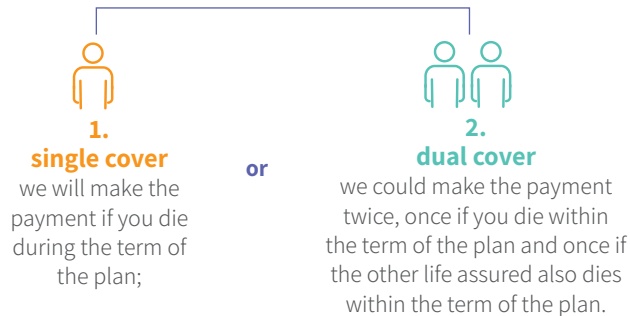 1.
single cover
we will make the
payment if you die
during the term of
the plan;
or
2.
dual cover
we could make the payment
twice, once if you die within
the term of the plan and once if
the other life assured also dies
within the term of the plan.